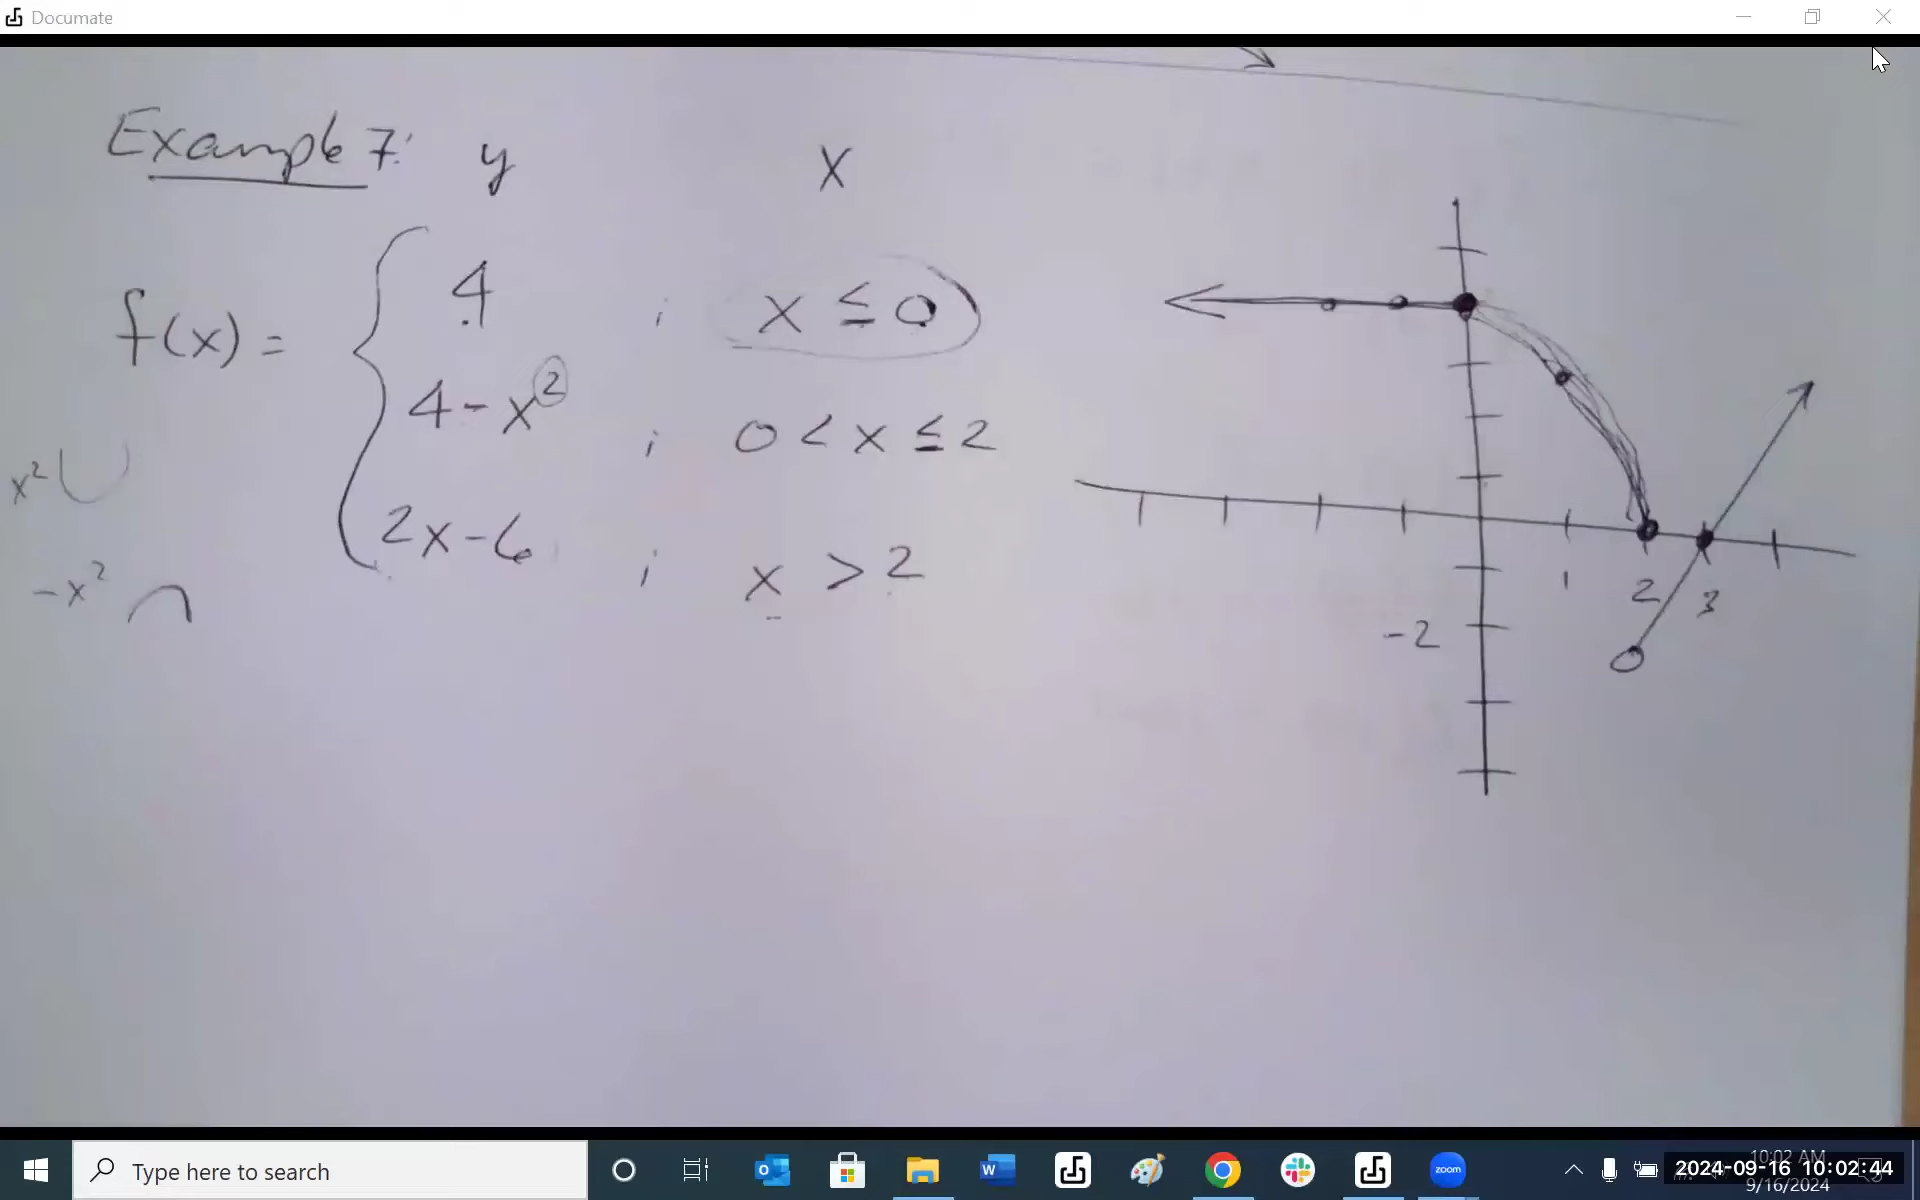 Documate
Example 7: y x
f(x) = { 4 ; x ≤ 0
4 - x² ; 0 < x ≤ 2
2x - 6 ; x > 2
x²
-x²
1 2 3
-2
Type here to search
zoom
10:02 AM
2024-09-16 10:02:44
9/16/2024